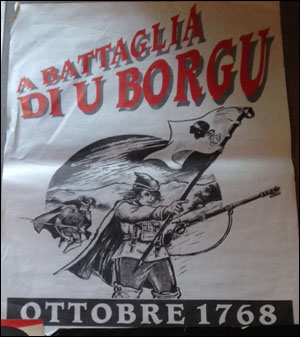 A BATTAGLIA
DI U BORGU
OTTOBRE 1768